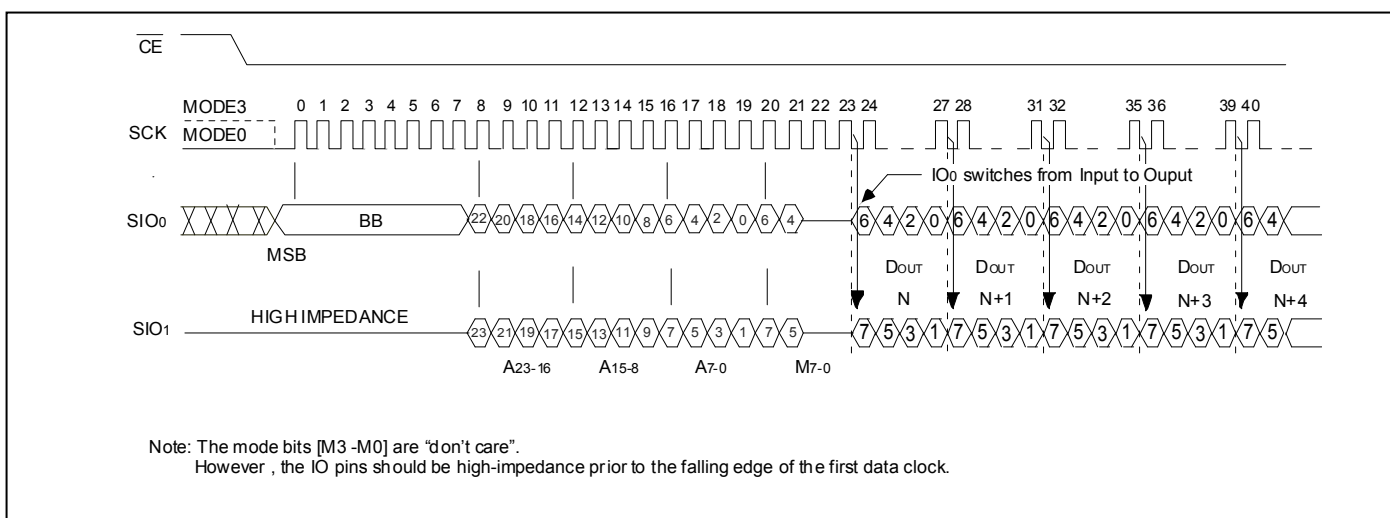 CE
MODE3 0 1 2 3 4 5 6 7 8 9 10 11 12 13 14 15 16 17 18 19 20 21 22 23 24 27 28 31 32 35 36 39 40
SCK MODE0
IO0 switches from Input to Ouput
SIO0 BB 22 20 18 16 14 12 10 8 6 4 2 0 6 4 6 4 2 0 6 4 2 0 6 4 2 0 6 4 2 0 6 4
MSB
DOUT DOUT DOUT DOUT DOUT
N N+1 N+2 N+3 N+4
SIO1 HIGH IMPEDANCE 23 21 19 17 15 13 11 9 7 5 3 1 7 5 7 5 3 1 7 5 3 1 7 5 3 1 7 5 3 1 7 5
A23-16 A15-8 A7-0 M7-0
Note: The mode bits [M3 -M0] are “don't care”.
However , the IO pins should be high-impedance prior to the falling edge of the first data clock.